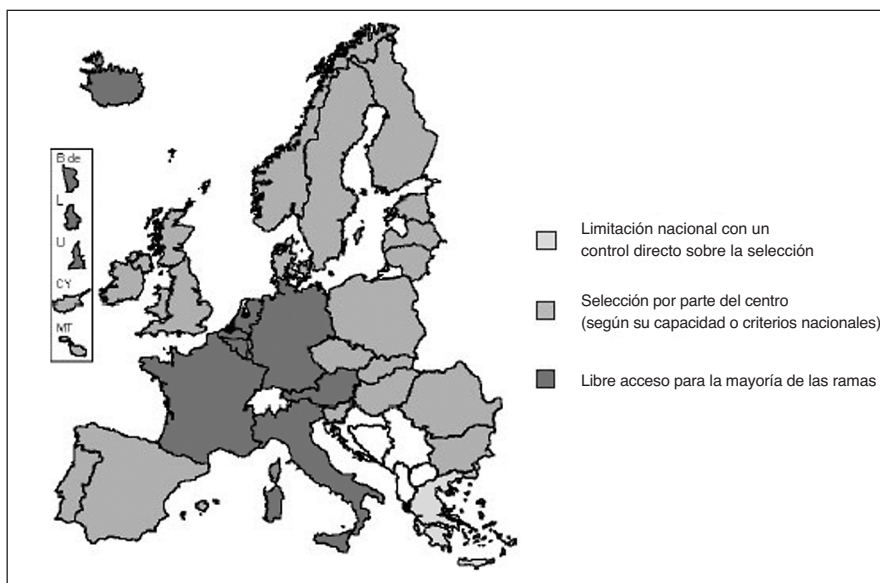 B de
L
U
CY
MT
Limitación nacional con un
control directo sobre la selección
Selección por parte del centro
(según su capacidad o criterios nacionales)
Libre acceso para la mayoría de las ramas